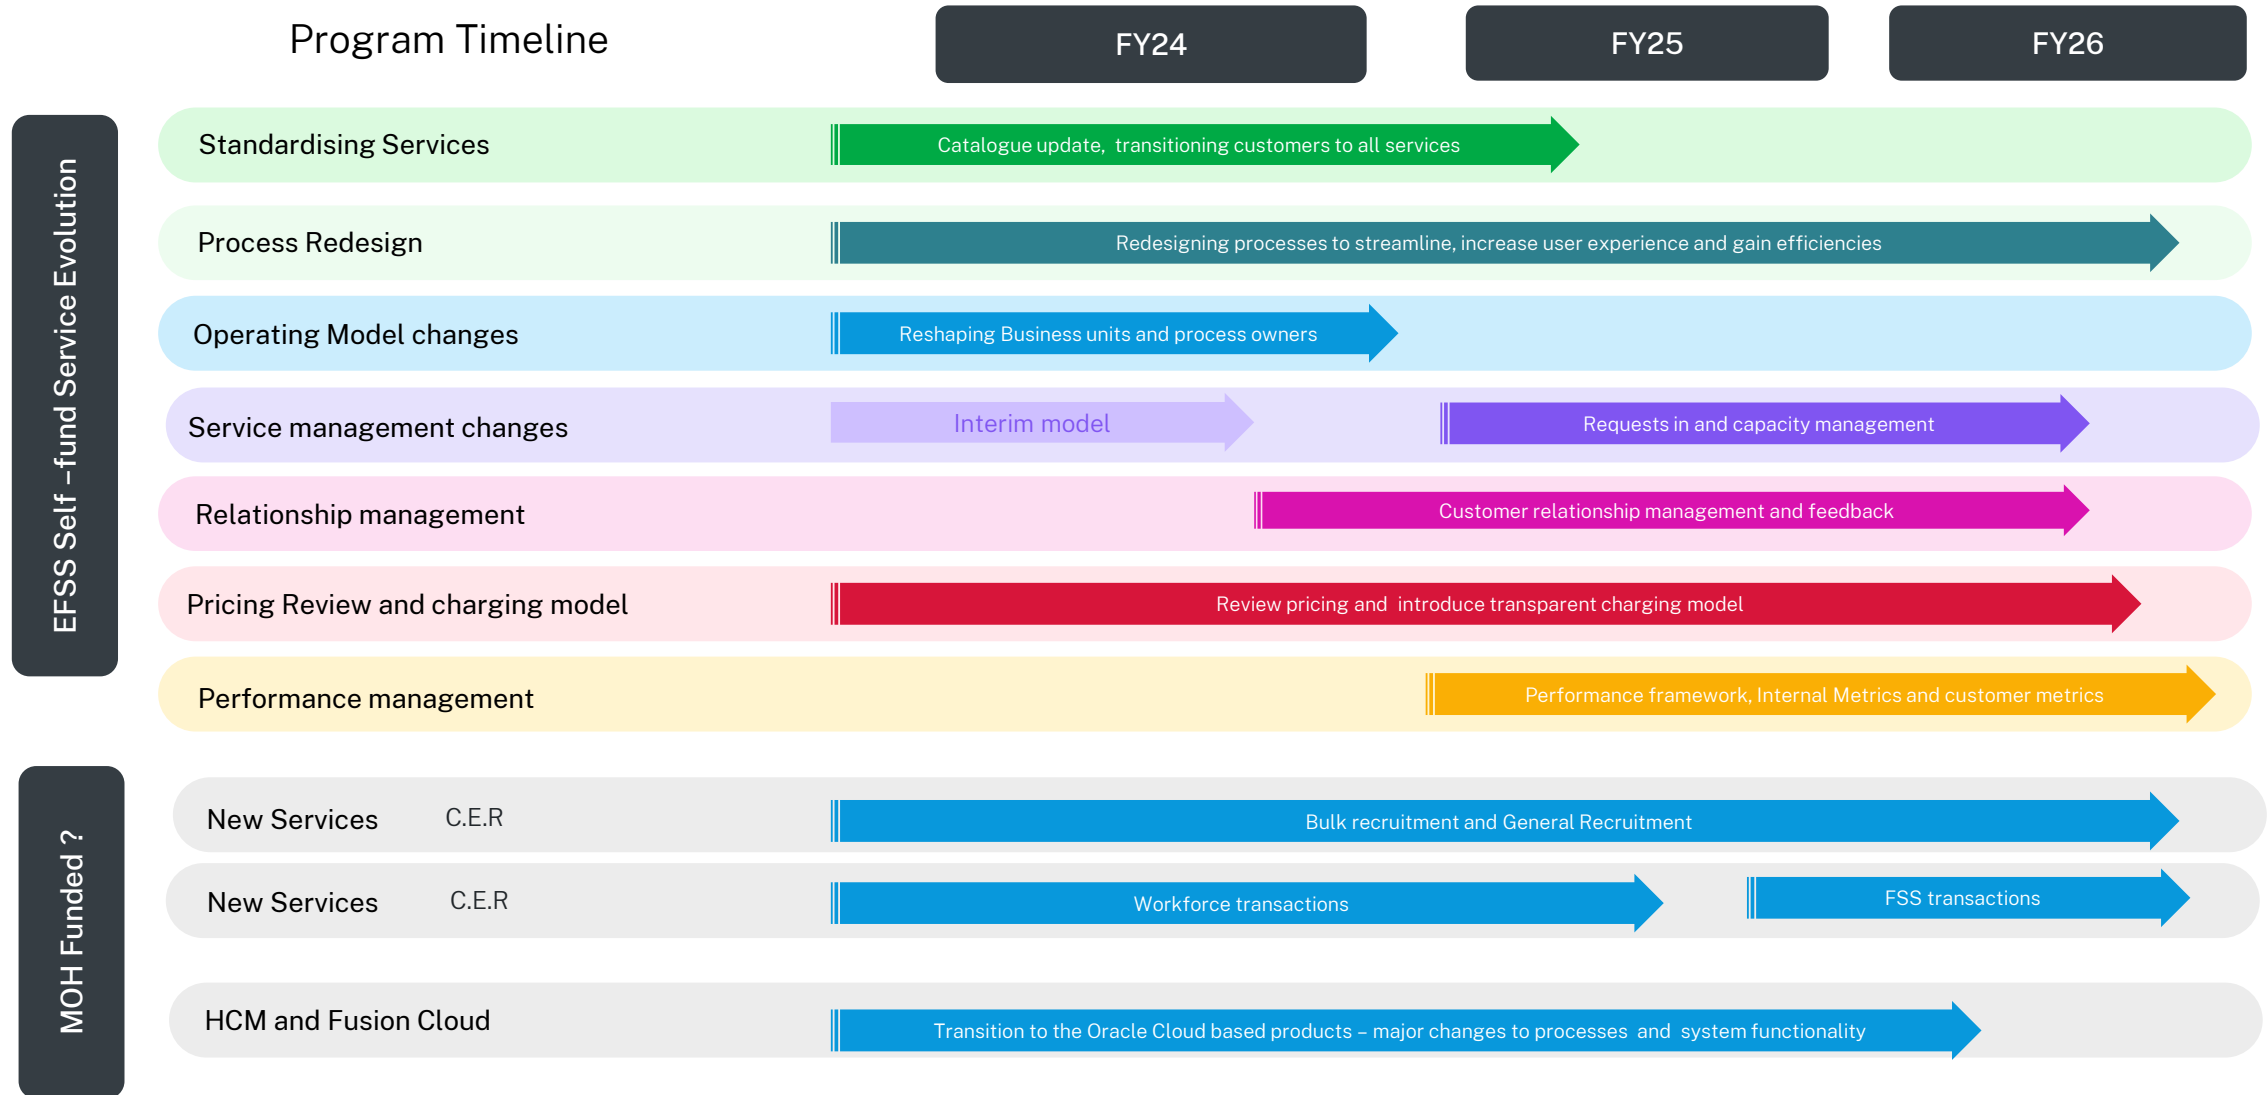 Program Timeline
FY24
FY25
FY26
EFSS Self –fund Service Evolution
Standardising Services
Catalogue update,  transitioning customers to all services
Process Redesign
Redesigning processes to streamline, increase user experience and gain efficiencies
Operating Model changes
Reshaping Business units and process owners
Service management changes
Interim model
Requests in and capacity management
Relationship management
Customer relationship management and feedback
Pricing Review and charging model
Review pricing and  introduce transparent charging model
Performance management
Performance framework, Internal Metrics and customer metrics
MOH Funded ?
New Services
C.E.R
Bulk recruitment and General Recruitment
New Services
C.E.R
Workforce transactions
FSS transactions
HCM and Fusion Cloud
Transition to the Oracle Cloud based products – major changes to processes  and  system functionality